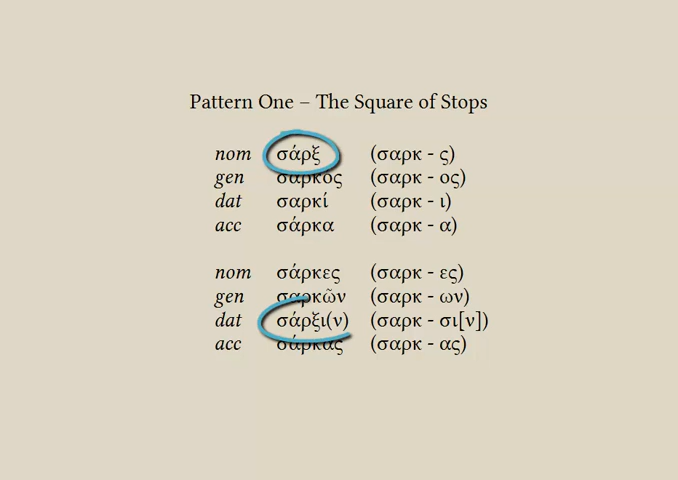 Pattern One – The Square of Stops
nom σάρξ (σαρκ - ς)
gen σαρκός (σαρκ - ος)
dat σαρκί (σαρκ - ι)
acc σάρκα (σαρκ - α)
nom σάρκες (σαρκ - ες)
gen σαρκῶν (σαρκ - ων)
dat σάρξι(ν) (σαρκ - σι[ν])
acc σάρκας (σαρκ - ας)